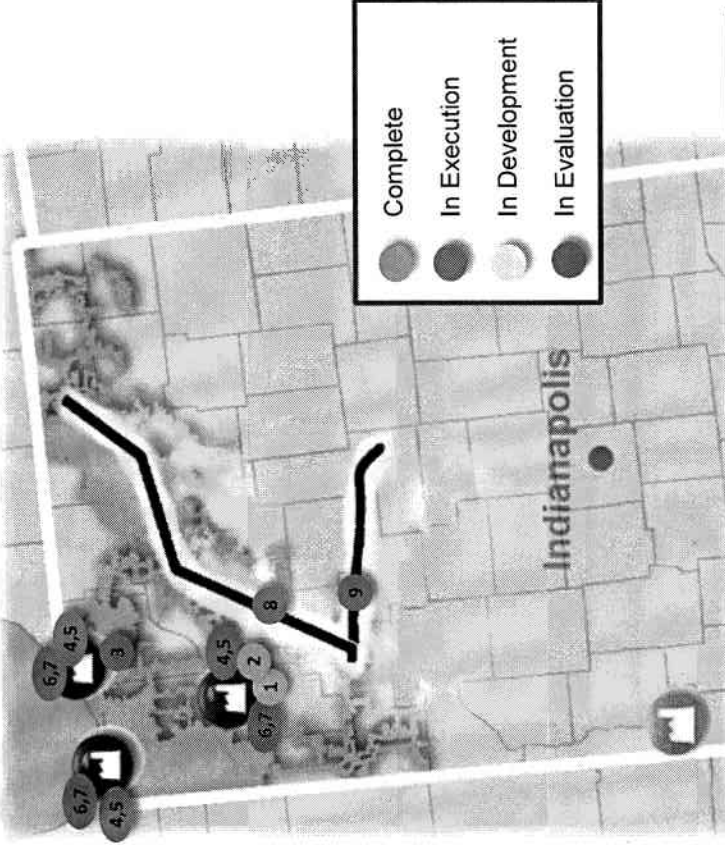 6,7
4,5
6,7
4,5
3
4,5
2
1
6,7
8
9
Indianapolis
Complete
In Execution
In Development
In Evaluation